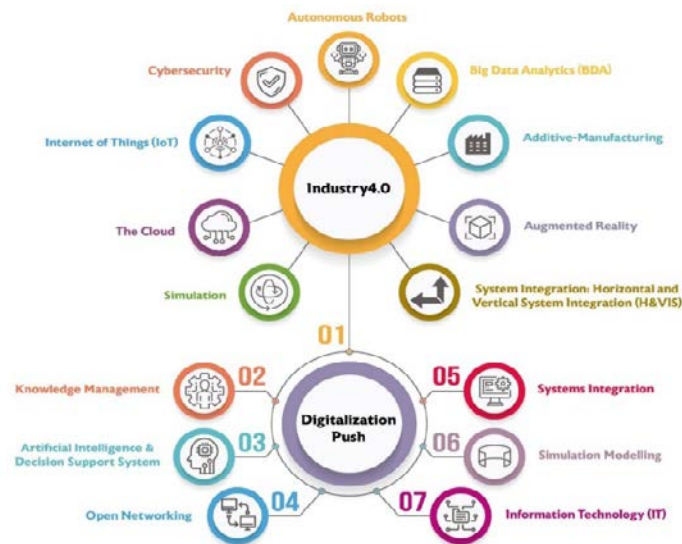 Autonomous Robots
Cybersecurity
Big Data Analytics (BDA)
Internet of Things (IoT)
Additive-Manufacturing
Industry4.0
The Cloud
Augmented Reality
Simulation
System Integration: Horizontal and
Vertical System Integration (H&VIS)
01
Knowledge Management
02
05
Systems Integration
Digitalization
Push
Artificial Intelligence &
Decision Support System
03
06
Simulation Modelling
Open Networking
04
07
Information Technology (IT)